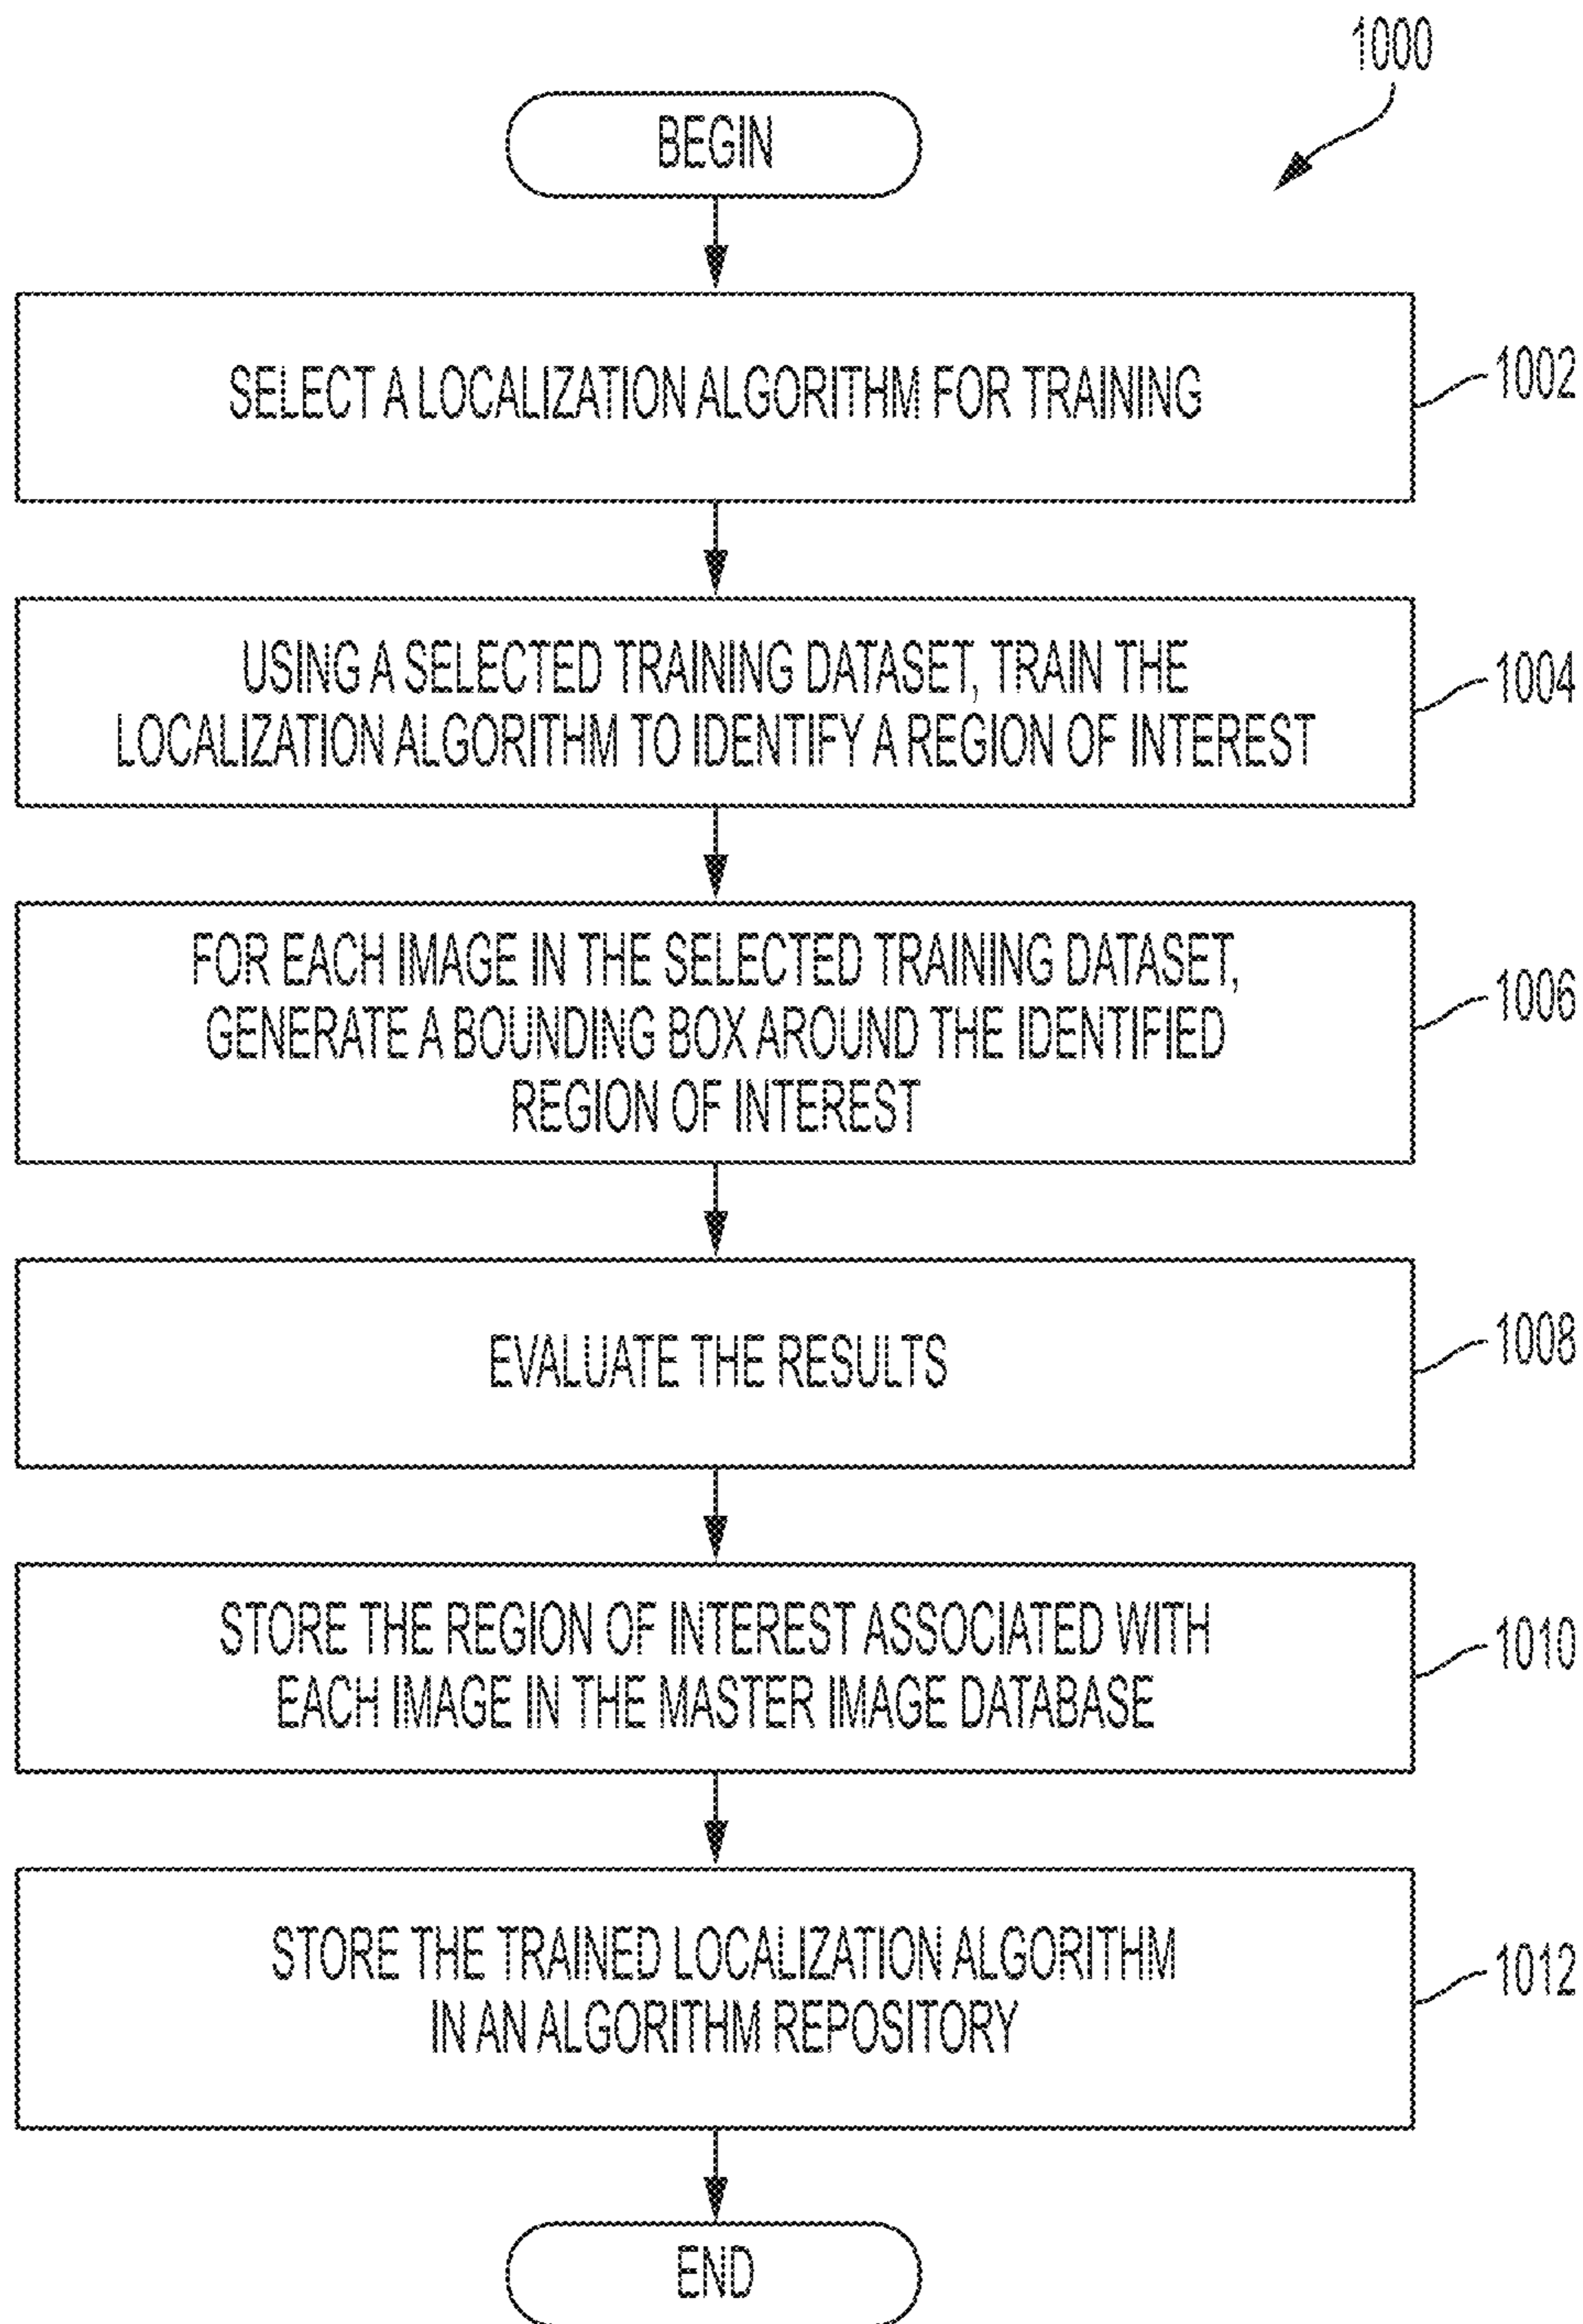 1000
BEGIN
SELECT A LOCALIZATION ALGORITHM FOR TRAINING
1002
USING A SELECTED TRAINING DATASET, TRAIN THE
LOCALIZATION ALGORITHM TO IDENTIFY A REGION OF INTEREST
1004
FOR EACH IMAGE IN THE SELECTED TRAINING DATASET,
GENERATE A BOUNDING BOX AROUND THE IDENTIFIED
REGION OF INTEREST
1006
EVALUATE THE RESULTS
1008
STORE THE REGION OF INTEREST ASSOCIATED WITH
EACH IMAGE IN THE MASTER IMAGE DATABASE
1010
STORE THE TRAINED LOCALIZATION ALGORITHM
IN AN ALGORITHM REPOSITORY
1012
END